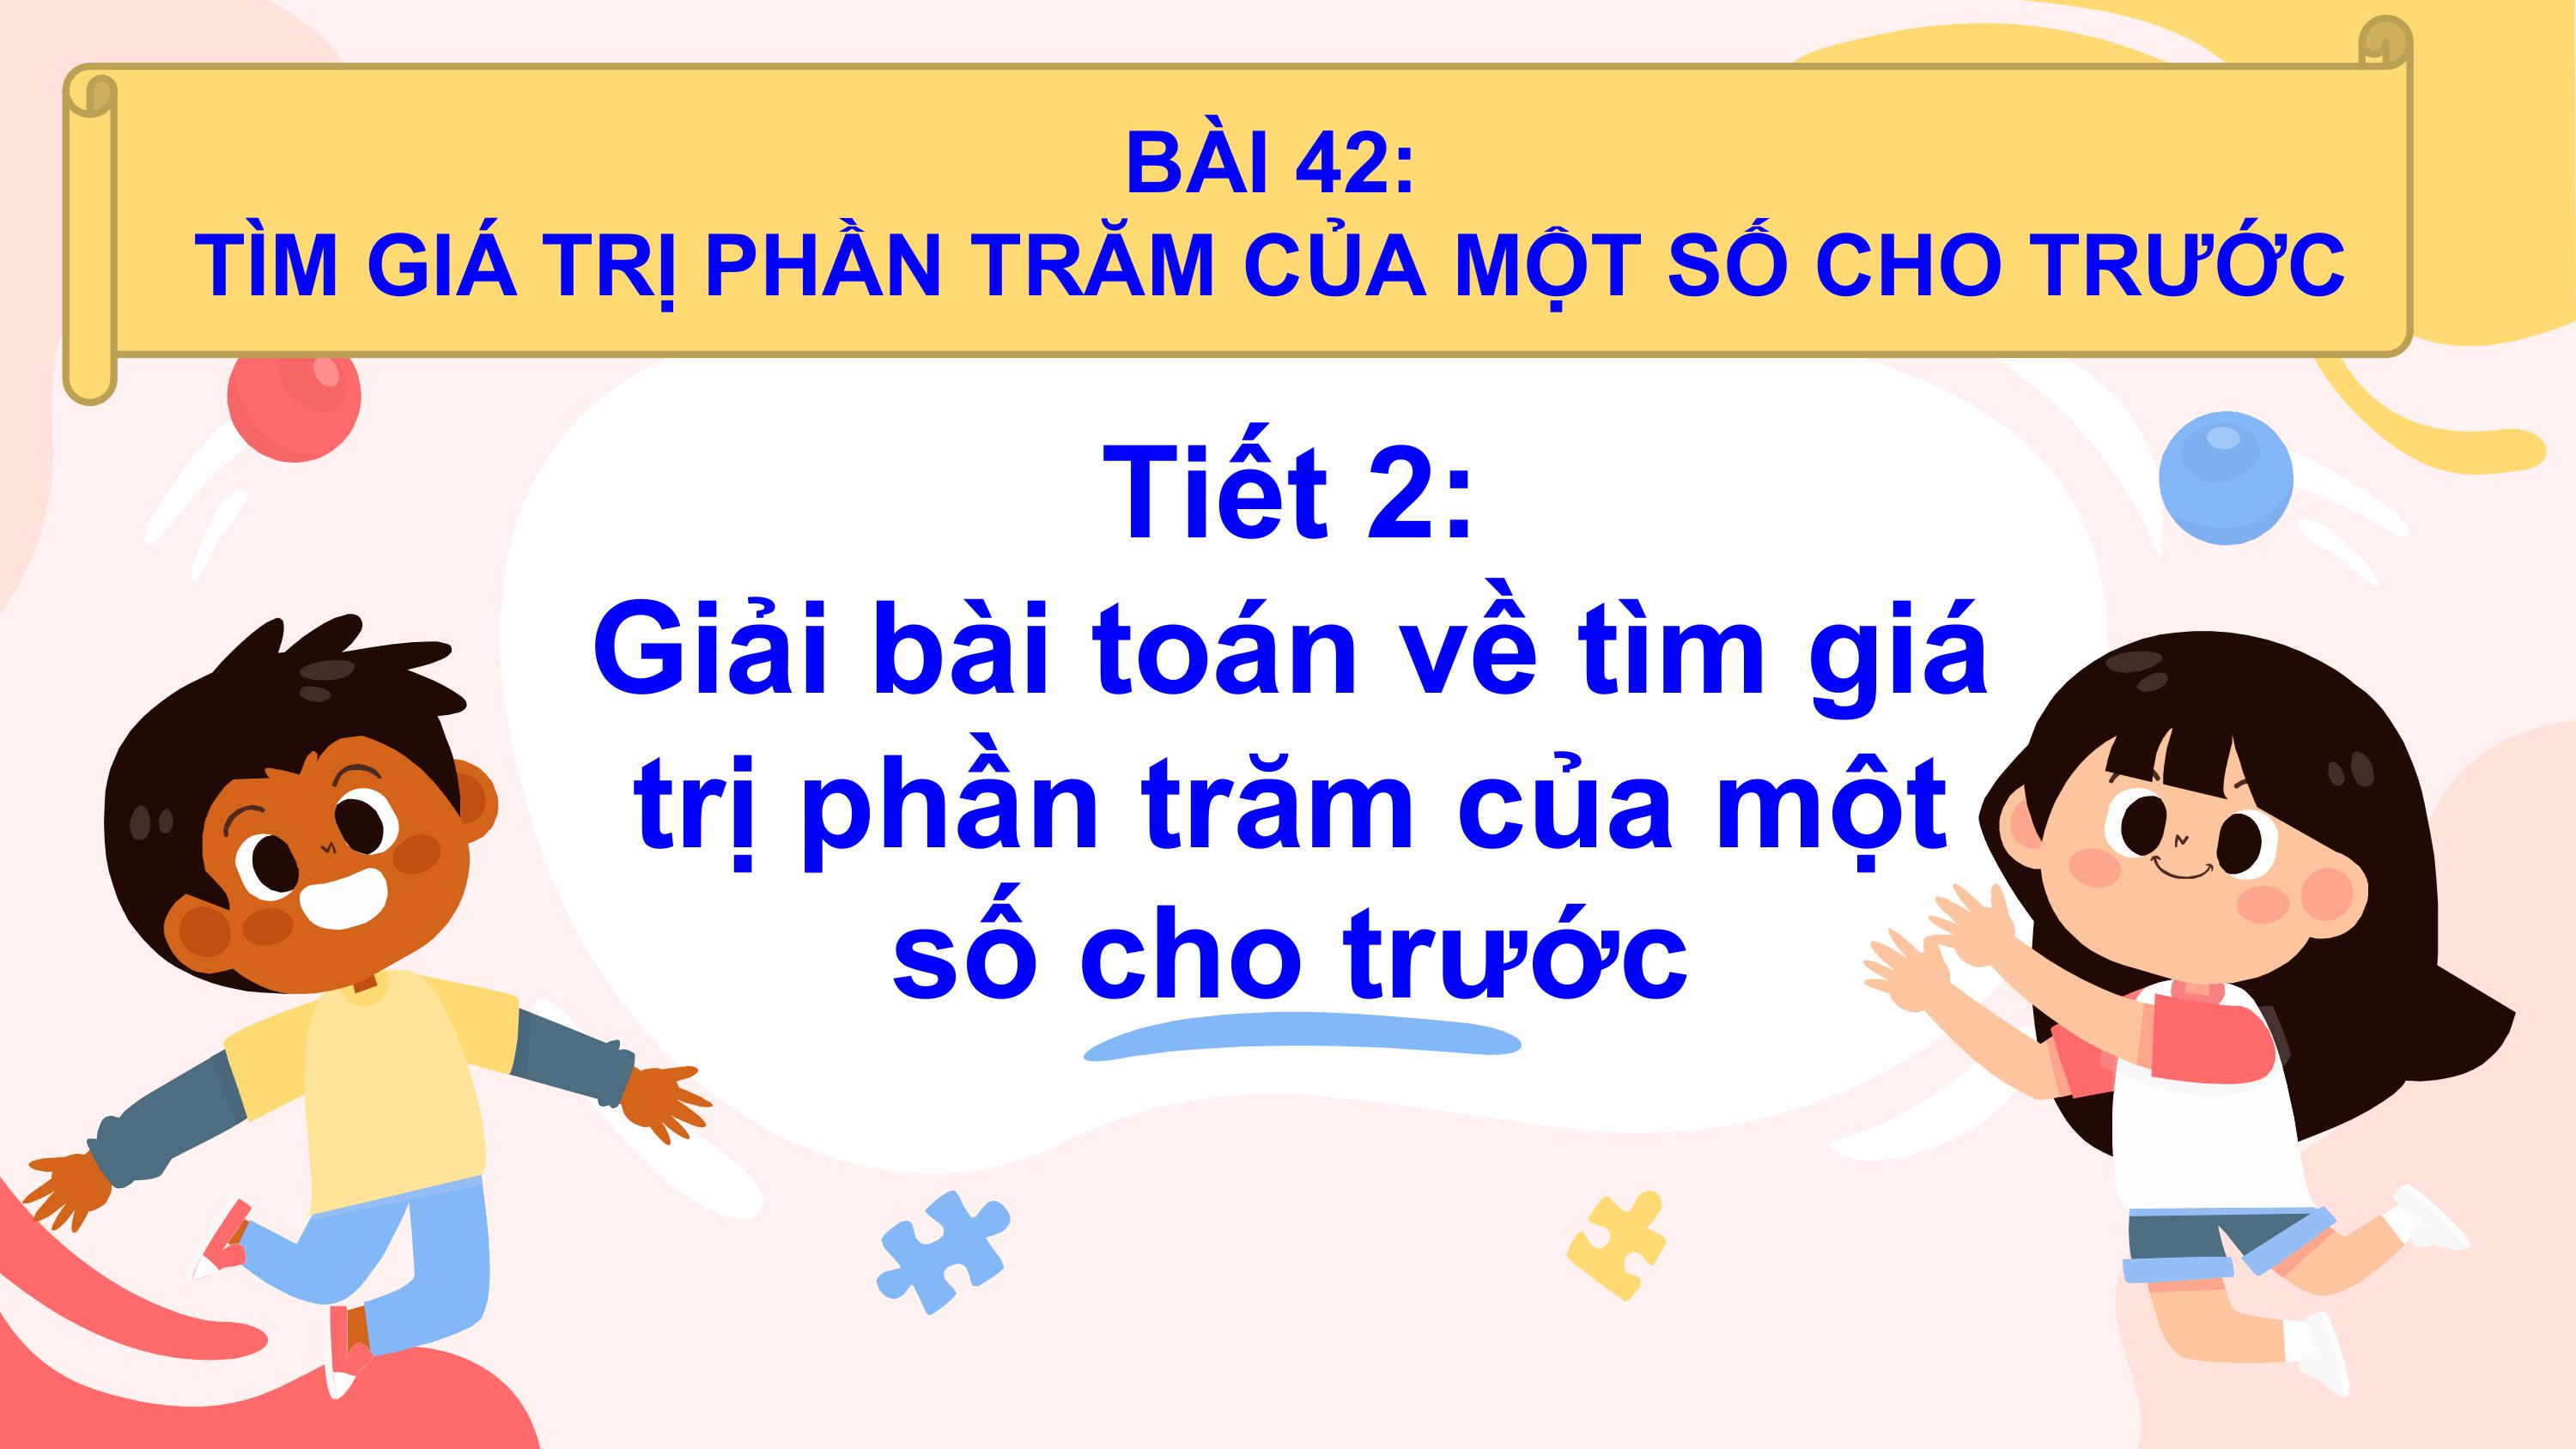 BÀI 42:
TÌM GIÁ TRỊ PHẦN TRĂM CỦA MỘT SỐ CHO TRƯỚC
Tiết 2:
Giải bài toán về tìm giá
trị phần trăm của một
số cho trước